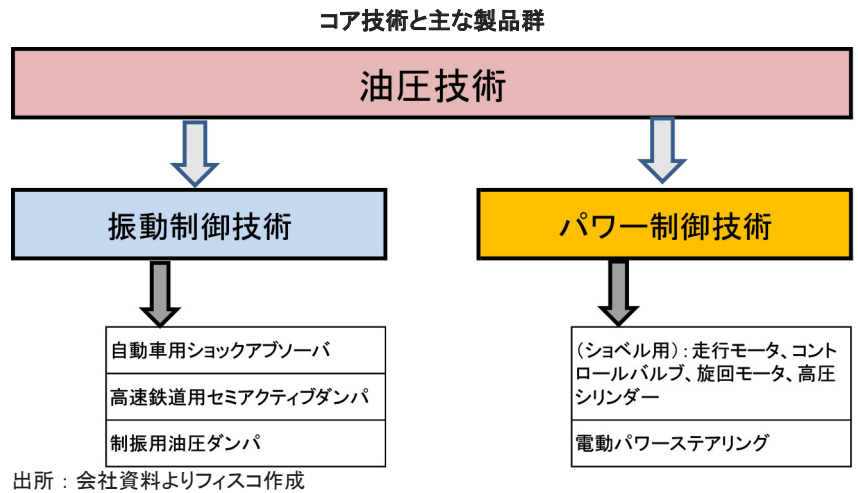 コア技術と主な製品群
油圧技術
振動制御技術
パワー制御技術
自動車用ショックアブソーバ
高速鉄道用セミアクティブダンパ
制振用油圧ダンパ
（ショベル用）：走行モータ、コント
ロールバルブ、旋回モータ、高圧
シリンダー
電動パワーステアリング
出所：会社資料よりフィスコ作成